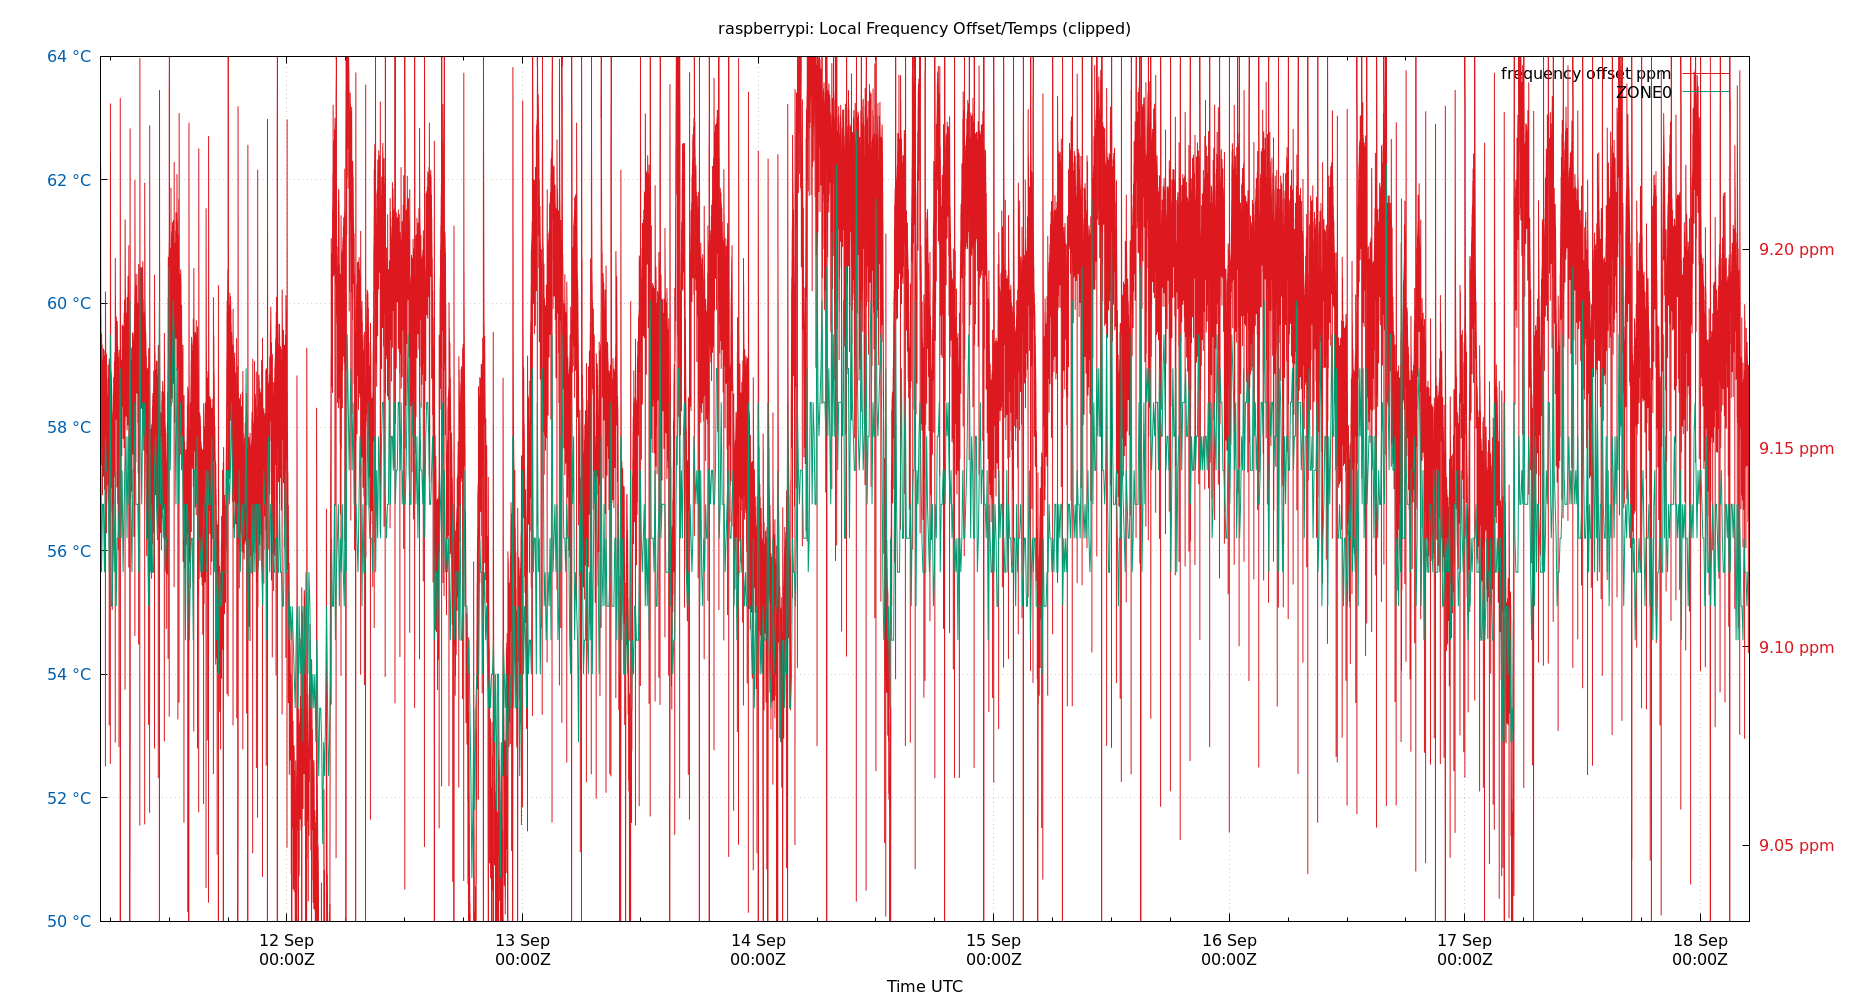 raspberrypi: Local Frequency Offset/Temps (clipped)
64 °C
62 °C
60 °C
58 °C
56 °C
54 °C
52 °C
50 °C
frequency offset ppm
ZONE0
9.20 ppm
9.15 ppm
9.10 ppm
9.05 ppm
12 Sep
00:00Z
13 Sep
00:00Z
14 Sep
00:00Z
15 Sep
00:00Z
16 Sep
00:00Z
17 Sep
00:00Z
18 Sep
00:00Z
Time UTC